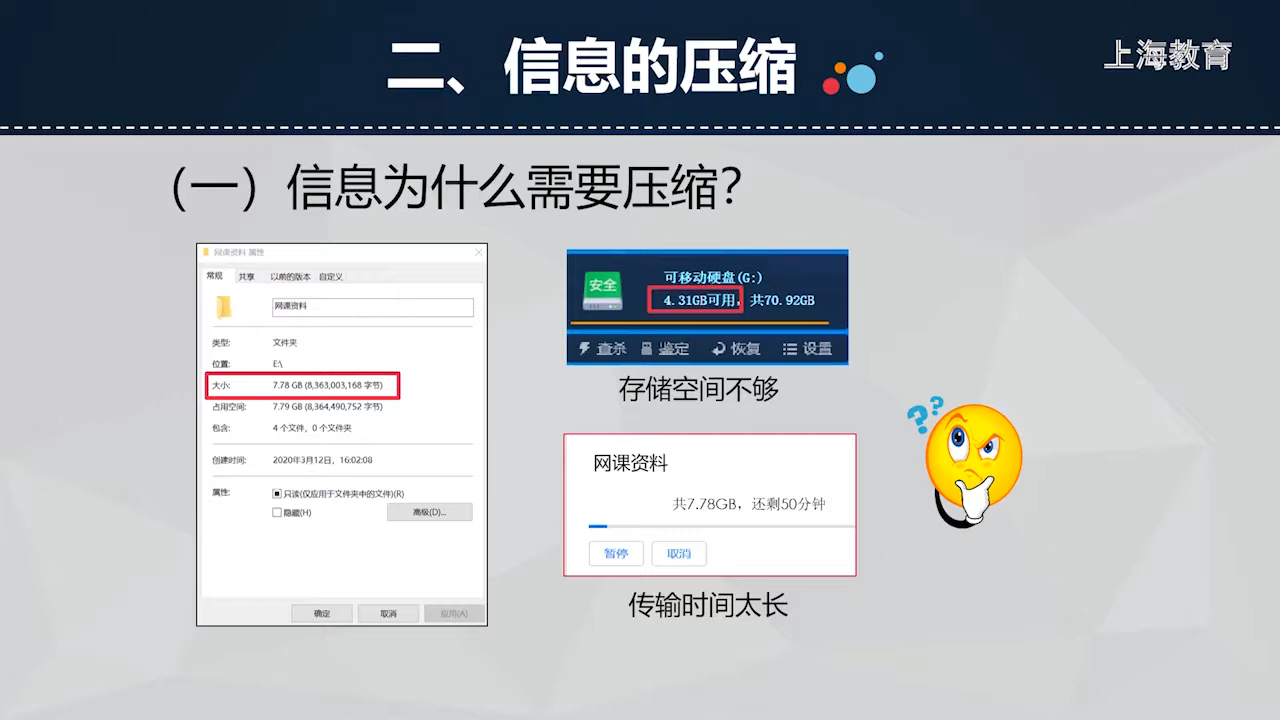 二、信息的压缩
上海教育
（一）信息为什么需要压缩？
网课资料 属性
常规 共享 以前的版本 自定义
网课资料
类型: 文件夹
位置: E:\
大小: 7.78 GB (8,363,003,168 字节)
占用空间: 7.79 GB (8,364,490,752 字节)
包含: 4 个文件，0 个文件夹
创建时间: 2020年3月12日，16:02:08
属性: 只读(仅应用于文件夹中的文件)(R)
隐藏(H) 高级(D)...
确定 取消 应用(A)
安全
可移动硬盘(G:)
4.31GB可用，共70.92GB
查杀 鉴定 恢复 设置
存储空间不够
网课资料
共7.78GB，还剩50分钟
暂停 取消
传输时间太长
? ?